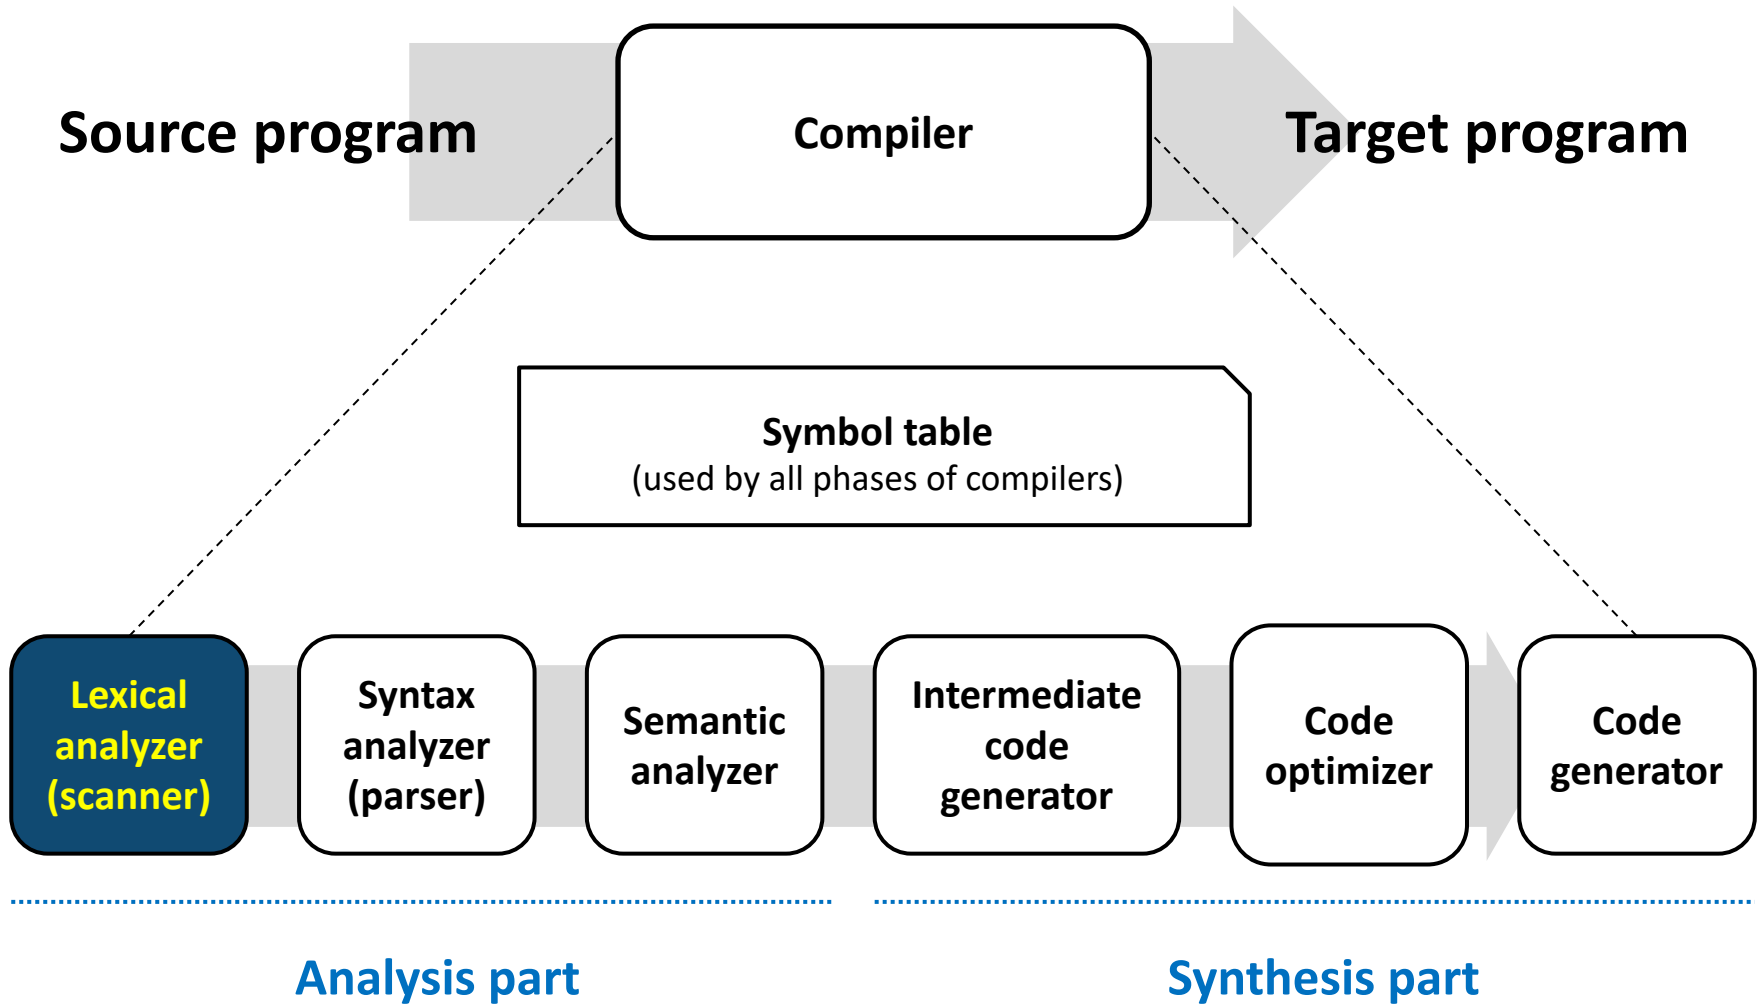 Source program
Compiler
Target program
Symbol table
(used by all phases of compilers)
Lexical
analyzer
(scanner)
Syntax
analyzer
(parser)
Semantic
analyzer
Intermediate
code
generator
Code
optimizer
Code
generator
Analysis part
Synthesis part